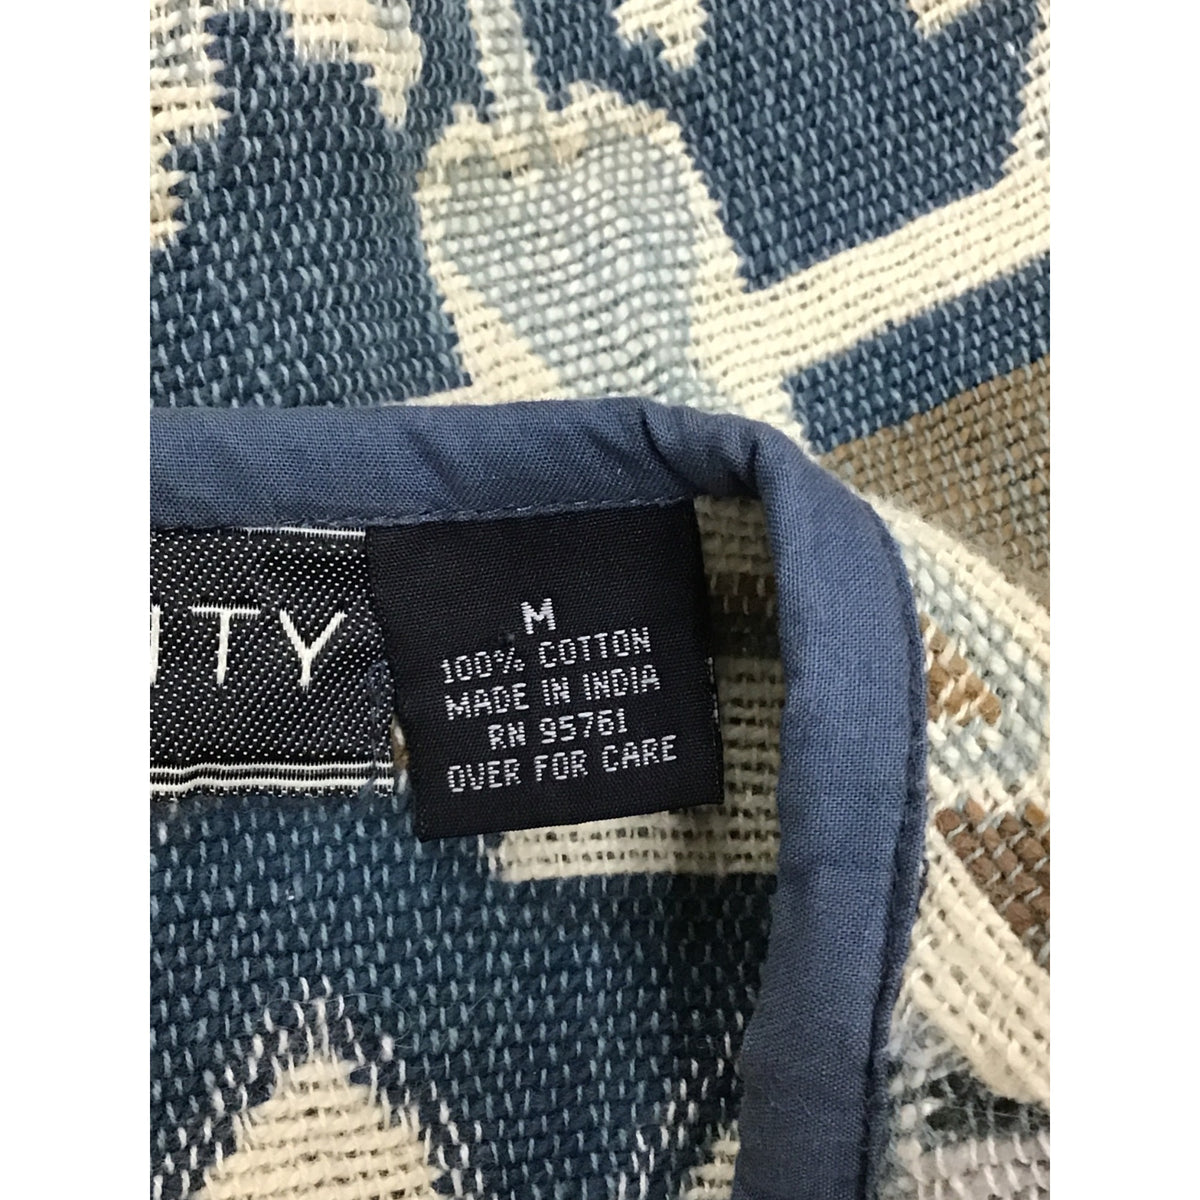 TY
M
100% COTTON
MADE IN INDIA
RN 95761
OVER FOR CARE